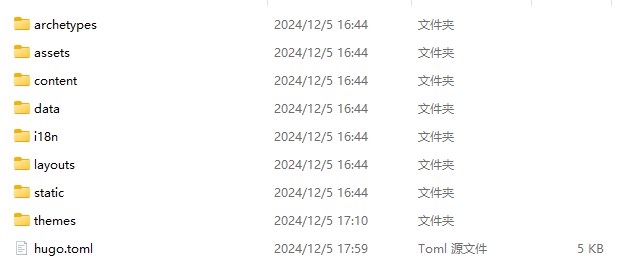 archetypes 2024/12/5 16:44 文件夹
assets 2024/12/5 16:44 文件夹
content 2024/12/5 16:44 文件夹
data 2024/12/5 16:44 文件夹
i18n 2024/12/5 16:44 文件夹
layouts 2024/12/5 16:44 文件夹
static 2024/12/5 16:44 文件夹
themes 2024/12/5 17:10 文件夹
hugo.toml 2024/12/5 17:59 Toml 源文件 5 KB